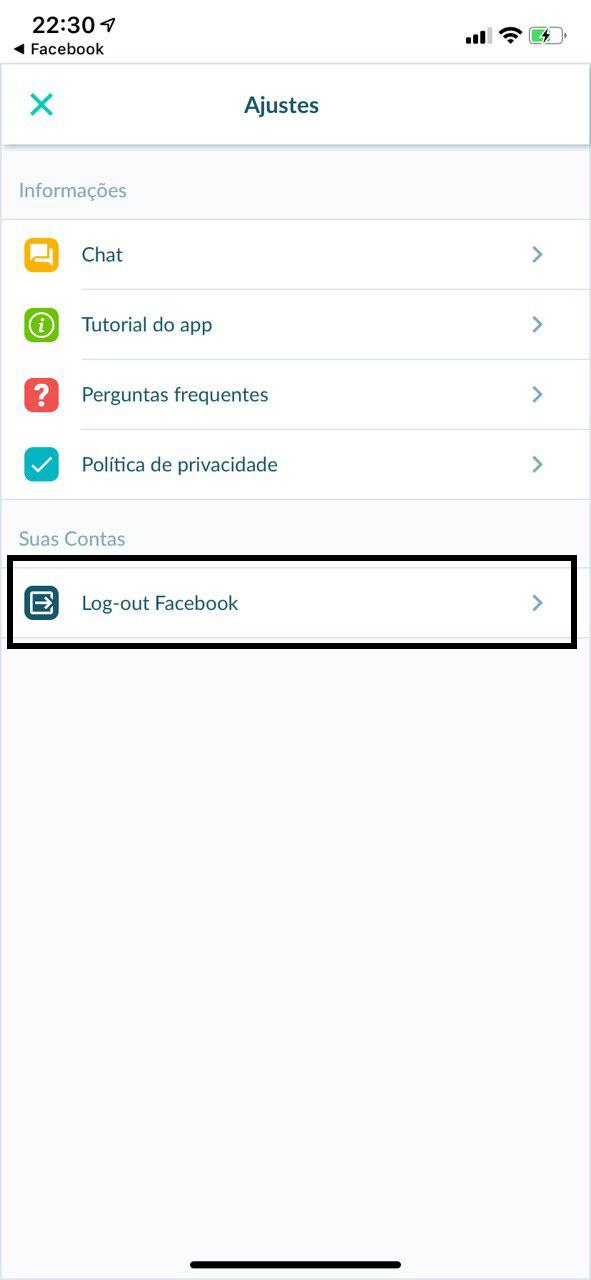 22:30
◀ Facebook
Ajustes
Informações
Chat
Tutorial do app
Perguntas frequentes
Política de privacidade
Suas Contas
Log-out Facebook